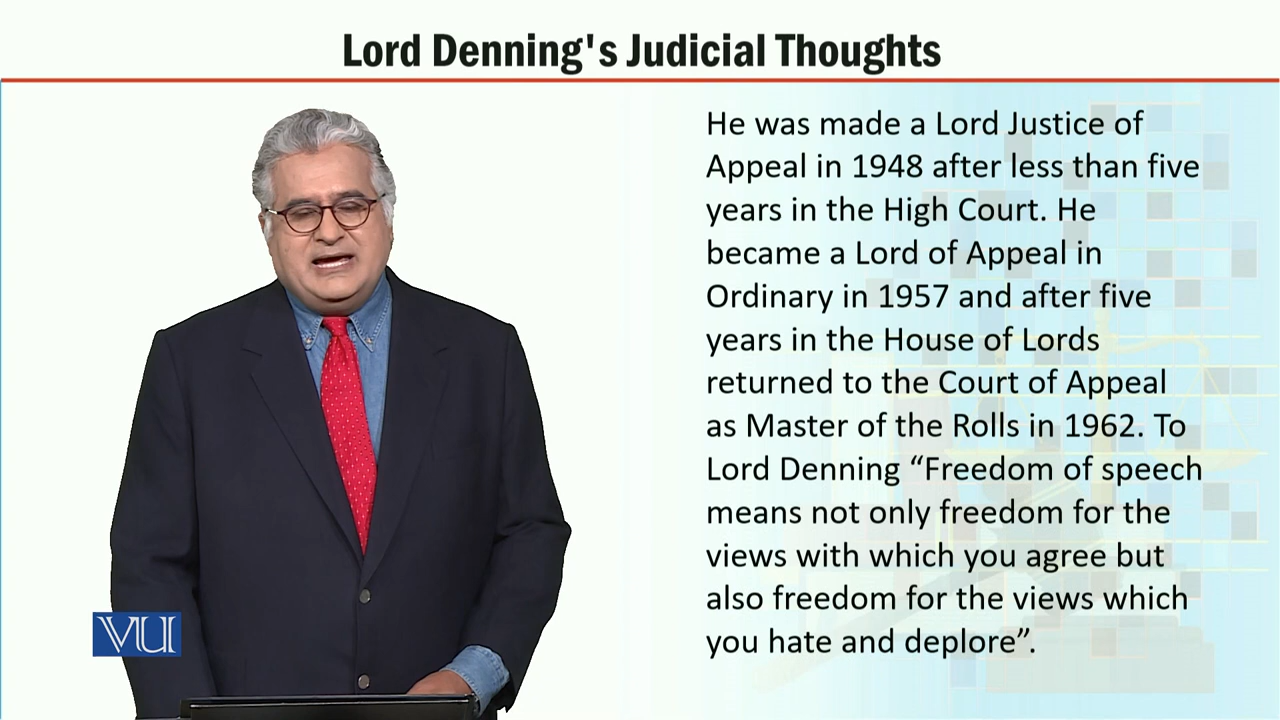 Lord Denning's Judicial Thoughts
He was made a Lord Justice of
Appeal in 1948 after less than five
years in the High Court. He
became a Lord of Appeal in
Ordinary in 1957 and after five
years in the House of Lords
returned to the Court of Appeal
as Master of the Rolls in 1962. To
Lord Denning “Freedom of speech
means not only freedom for the
views with which you agree but
also freedom for the views which
you hate and deplore”.
VU